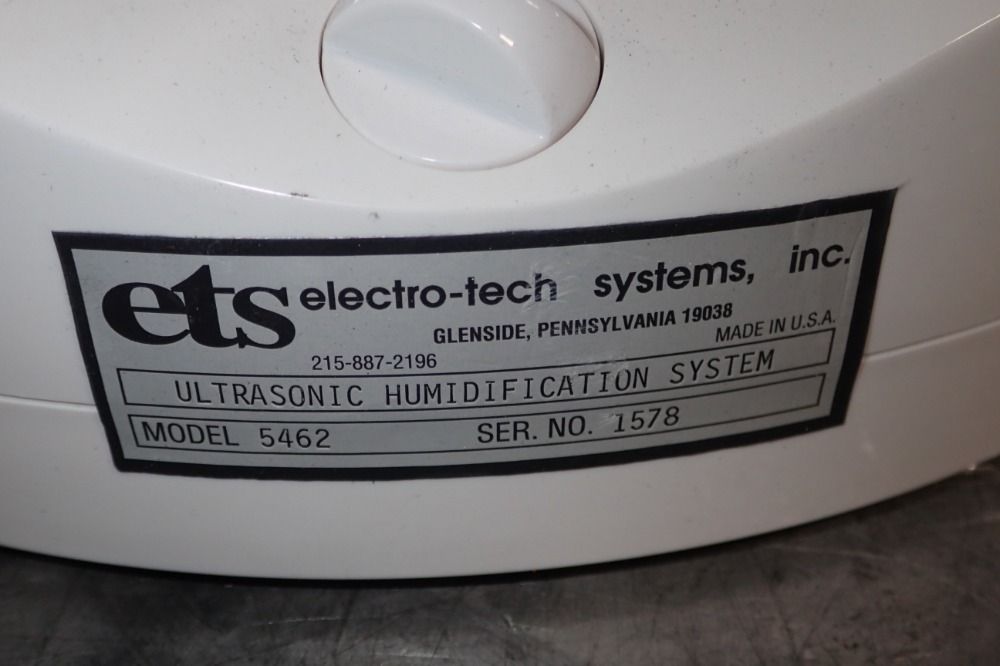 ets electro-tech systems, inc.
GLENSIDE, PENNSYLVANIA 19038
215-887-2196 MADE IN U.S.A.
ULTRASONIC HUMIDIFICATION SYSTEM
MODEL 5462 SER. NO. 1578